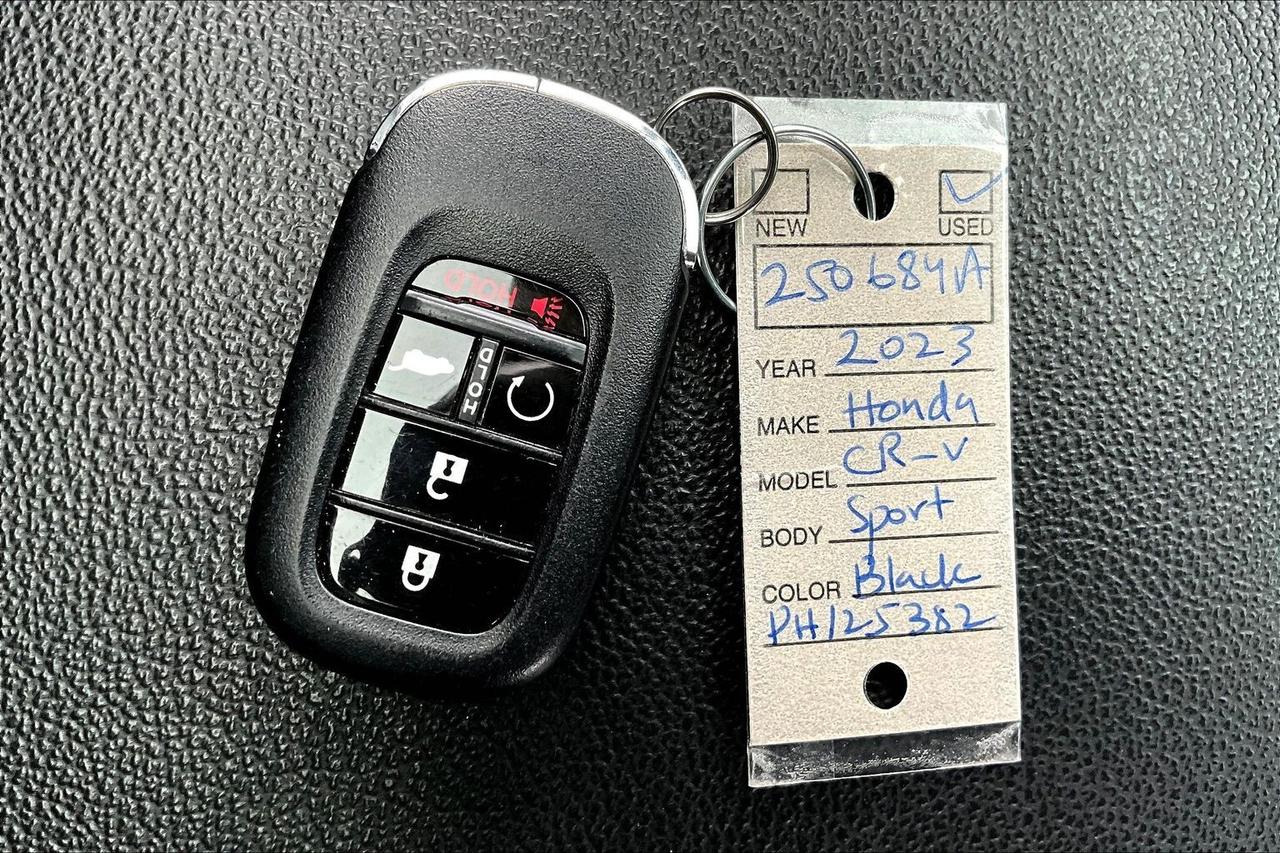 HOLD
HOLD
NEW USED
250684A
YEAR 2023
MAKE Honda
MODEL CR-V
BODY Sport
COLOR Black
PH125382